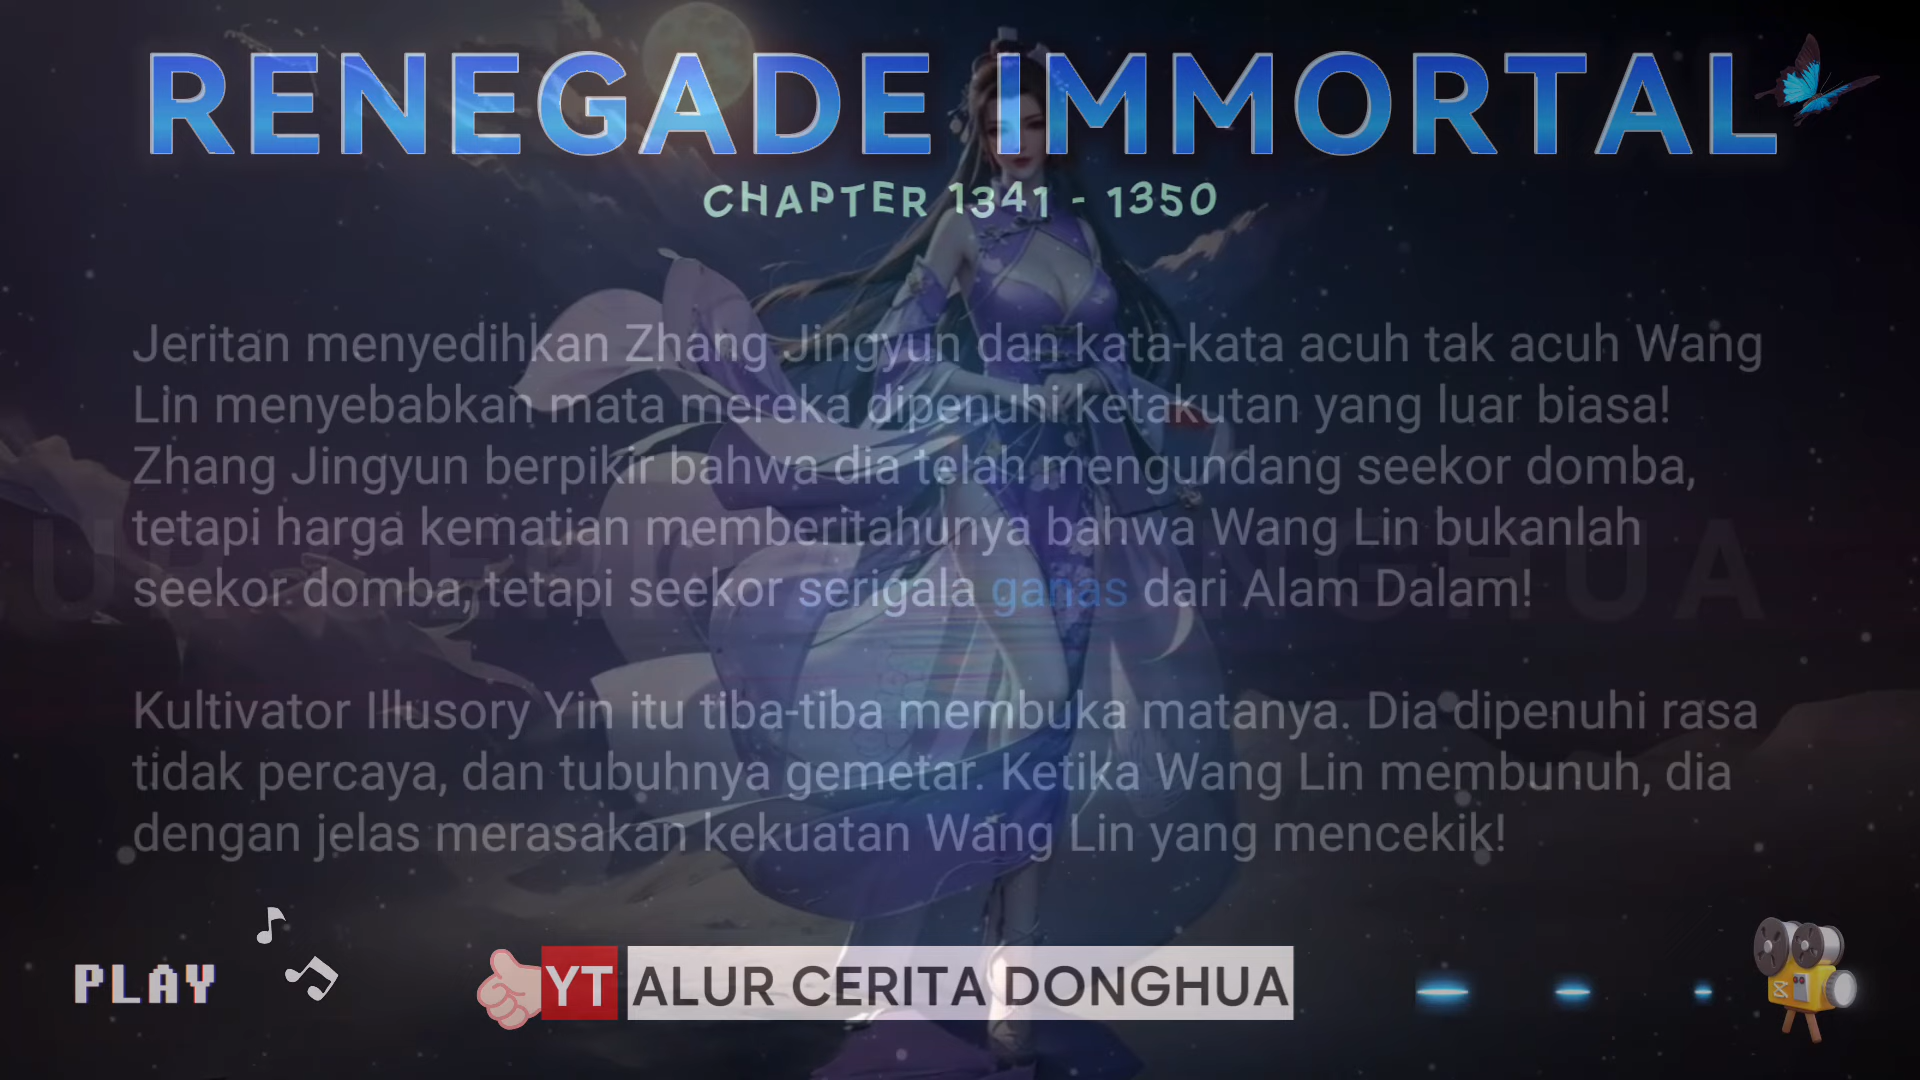 RENEGADE IMMORTAL
CHAPTER 1341 - 1350
Jeritan menyedihkan Zhang Jingyun dan kata-kata acuh tak acuh Wang
Lin menyebabkan mata mereka dipenuhi ketakutan yang luar biasa!
Zhang Jingyun berpikir bahwa dia telah mengundang seekor domba,
tetapi harga kematian memberitahunya bahwa Wang Lin bukanlah
seekor domba, tetapi seekor serigala ganas dari Alam Dalam!
Kultivator Illusory Yin itu tiba-tiba membuka matanya. Dia dipenuhi rasa
tidak percaya, dan tubuhnya gemetar. Ketika Wang Lin membunuh, dia
dengan jelas merasakan kekuatan Wang Lin yang mencekik!
PLAY
YT ALUR CERITA DONGHUA